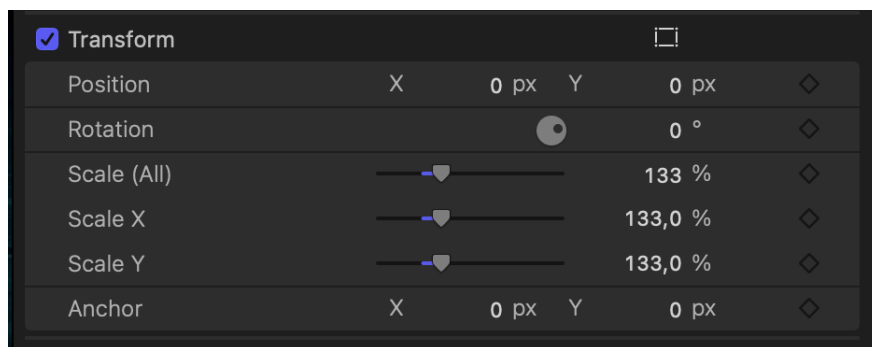 Transform
Position X 0 px Y 0 px
Rotation 0 °
Scale (All) 133 %
Scale X 133,0 %
Scale Y 133,0 %
Anchor X 0 px Y 0 px